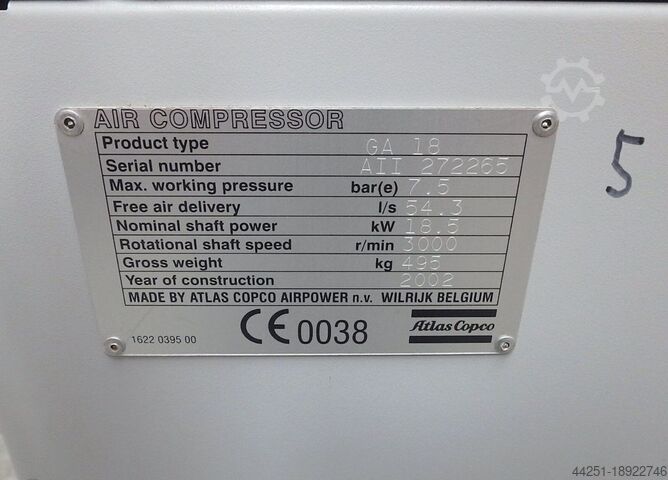 AIR COMPRESSOR
Product type GA 18
Serial number AII 272265
Max. working pressure bar(e) 7.5
Free air delivery l/s 54.3
Nominal shaft power kW 18.5
Rotational shaft speed r/min 3000
Gross weight kg 495
Year of construction 2002
MADE BY ATLAS COPCO AIRPOWER n.v. WILRIJK BELGIUM
1622 0395 00 CE 0038 Atlas Copco
5
44251-18922746